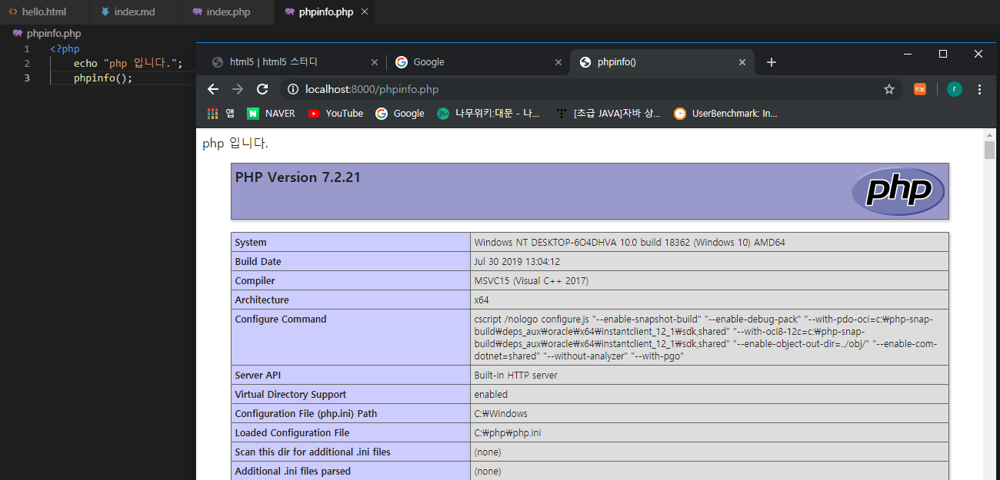 hello.html index.md index.php phpinfo.php
phpinfo.php
1 <?php
2 echo "php 입니다.";
3 phpinfo();
html5 | html5 스터디 Google phpinfo()
localhost:8000/phpinfo.php EX r
앱 N NAVER YouTube Google 나무위키:대문 - 나... [초급 JAVA]자바 상... UserBenchmark: In...
php 입니다.
PHP Version 7.2.21 php
System Windows NT DESKTOP-6O4DHVA 10.0 build 18362 (Windows 10) AMD64
Build Date Jul 30 2019 13:04:12
Compiler MSVC15 (Visual C++ 2017)
Architecture x64
Configure Command cscript /nologo configure.js "--enable-snapshot-build" "--enable-debug-pack" "--with-pdo-oci=c:₩php-snap-
build₩deps_aux₩oracle₩x64₩instantclient_12_1₩sdk,shared" "--with-oci8-12c=c:₩php-snap-
build₩deps_aux₩oracle₩x64₩instantclient_12_1₩sdk,shared" "--enable-object-out-dir=../obj/" "--enable-com-
dotnet=shared" "--without-analyzer" "--with-pgo"
Server API Built-in HTTP server
Virtual Directory Support enabled
Configuration File (php.ini) Path C:₩Windows
Loaded Configuration File C:₩php₩php.ini
Scan this dir for additional .ini files (none)
Additional .ini files parsed (none)